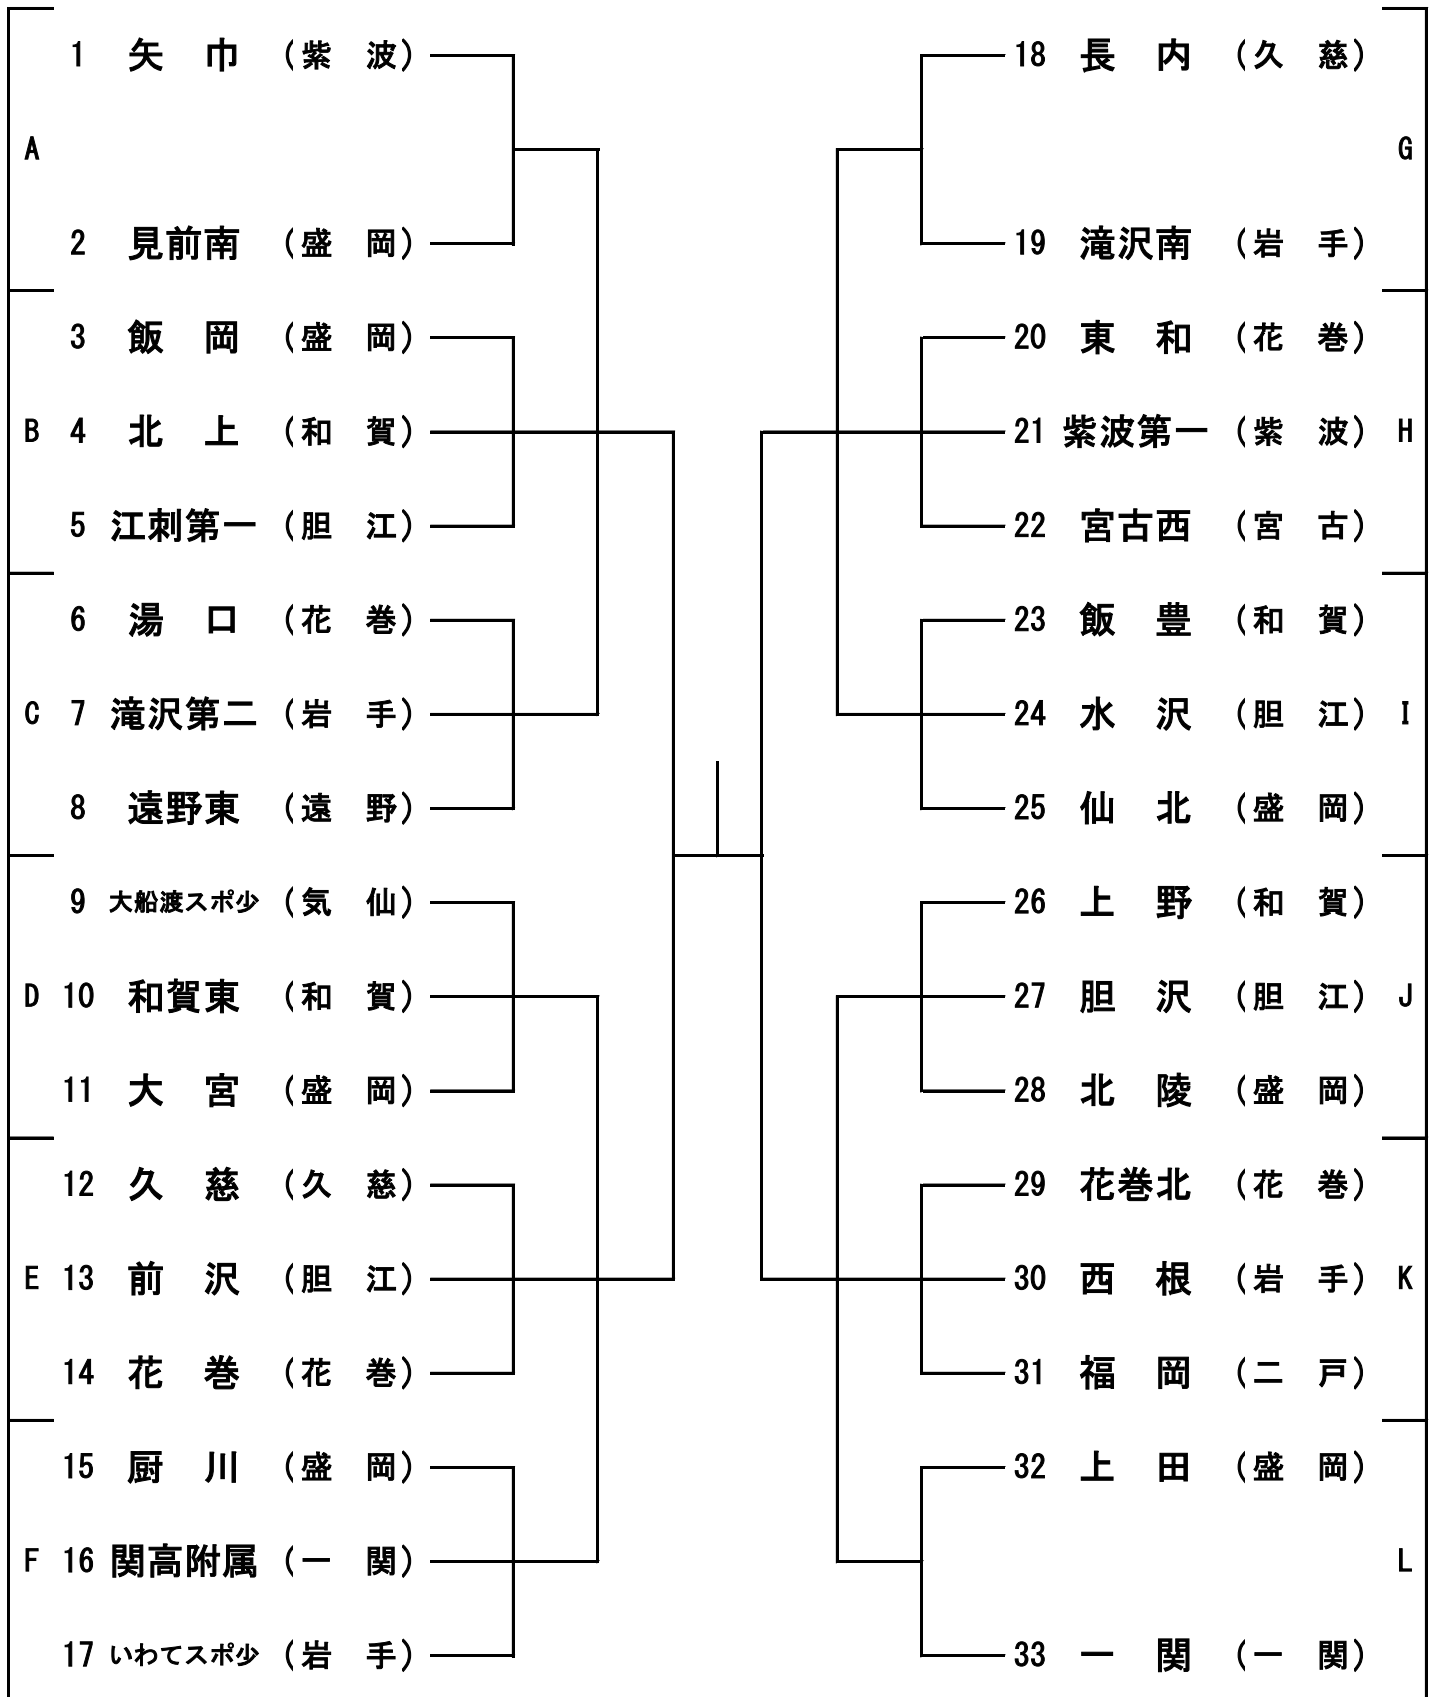 A
1 矢巾 (紫波)
2 見前南 (盛岡)
B
3 飯岡 (盛岡)
4 北上 (和賀)
5 江刺第一 (胆江)
C
6 湯口 (花巻)
7 滝沢第二 (岩手)
8 遠野東 (遠野)
D
9 大船渡スポ少 (気仙)
10 和賀東 (和賀)
11 大宮 (盛岡)
E
12 久慈 (久慈)
13 前沢 (胆江)
14 花巻 (花巻)
F
15 厨川 (盛岡)
16 関高附属 (一関)
17 いわてスポ少 (岩手)
G
18 長内 (久慈)
19 滝沢南 (岩手)
H
20 東和 (花巻)
21 紫波第一 (紫波)
22 宮古西 (宮古)
I
23 飯豊 (和賀)
24 水沢 (胆江)
25 仙北 (盛岡)
J
26 上野 (和賀)
27 胆沢 (胆江)
28 北陵 (盛岡)
K
29 花巻北 (花巻)
30 西根 (岩手)
31 福岡 (二戸)
L
32 上田 (盛岡)
33 一関 (一関)